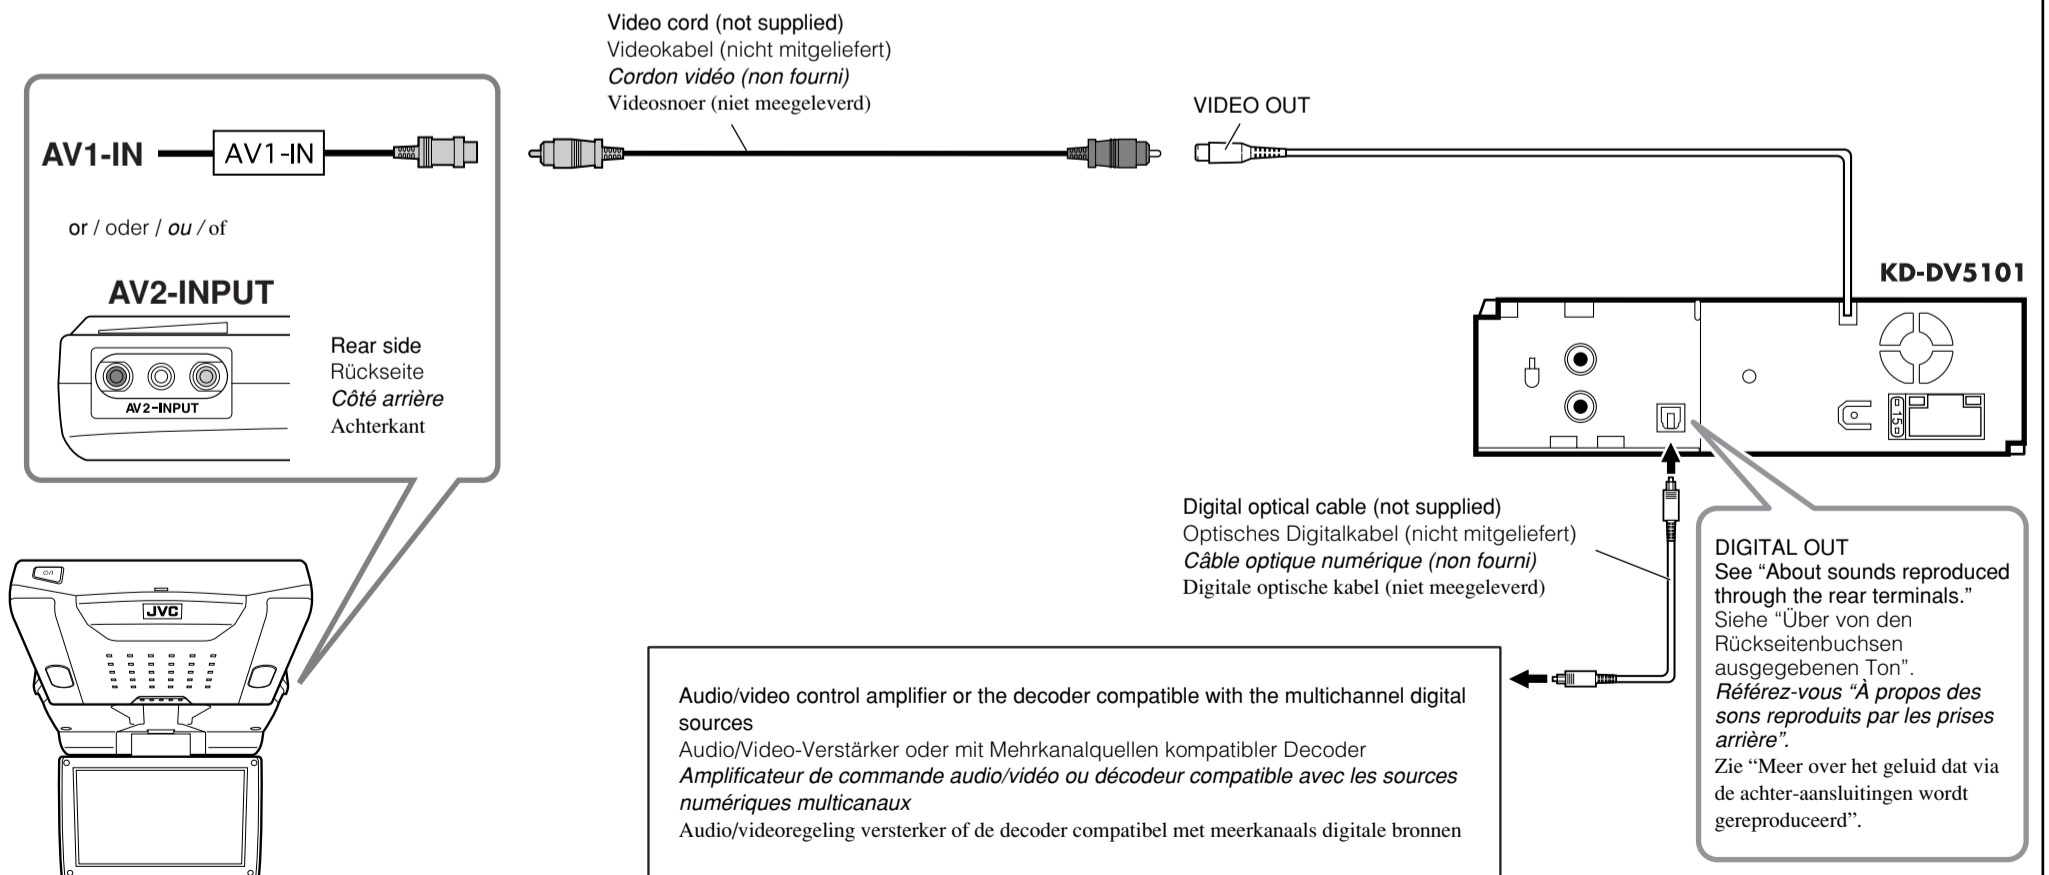 Video cord (not supplied)
Videokabel (nicht mitgeliefert)
Cordon vidéo (non fourni)
Videosnoer (niet meegeleverd)
VIDEO OUT
AV1-IN
AV1-IN
or / oder / ou / of
AV2-INPUT
Rear side
Rückseite
Côté arrière
Achterkant
AV2-INPUT
KD-DV5101
15
Digital optical cable (not supplied)
Optisches Digitalkabel (nicht mitgeliefert)
Câble optique numérique (non fourni)
Digitale optische kabel (niet meegeleverd)
DIGITAL OUT
See “About sounds reproduced
through the rear terminals.”
Siehe “Über von den
Rückseitenbuchsen
ausgegebenen Ton”.
Référez-vous “À propos des
sons reproduits par les prises
arrière”.
Zie “Meer over het geluid dat via
de achter-aansluitingen wordt
gereproduceerd”.
JVC
Audio/video control amplifier or the decoder compatible with the multichannel digital
sources
Audio/Video-Verstärker oder mit Mehrkanalquellen kompatibler Decoder
Amplificateur de commande audio/vidéo ou décodeur compatible avec les sources
numériques multicanaux
Audio/videoregeling versterker of de decoder compatibel met meerkanaals digitale bronnen